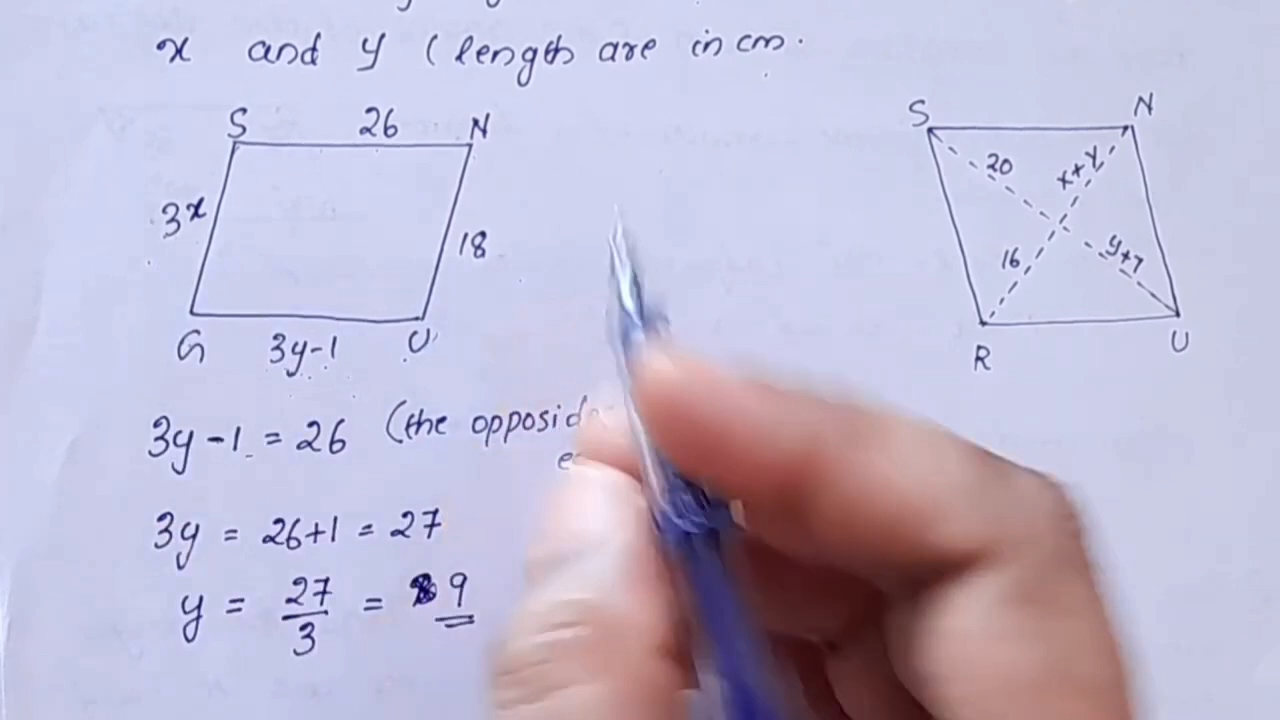 x and y (length are in cm.
S 26 N
3x
18
G 3y-1 U
S N
20 x+y
16 y+7
R U
3y-1 = 26 (the opposid
3y = 26+1 = 27
y = 27/3 = 9